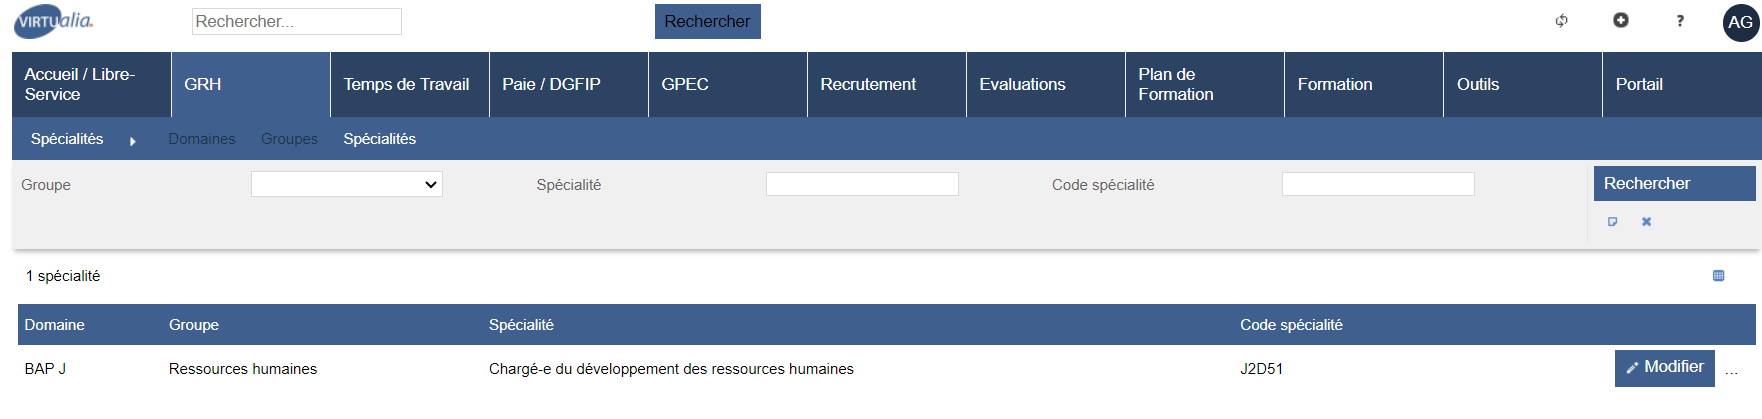 VIRTUalia.
Rechercher...
Rechercher
?
AG
Accueil / Libre-Service
GRH
Temps de Travail
Paie / DGFIP
GPEC
Recrutement
Evaluations
Plan de Formation
Formation
Outils
Portail
Spécialités
Domaines
Groupes
Spécialités
Groupe
Spécialité
Code spécialité
Rechercher
1 spécialité
Domaine Groupe Spécialité Code spécialité
BAP J Ressources humaines Chargé-e du développement des ressources humaines J2D51 Modifier ...